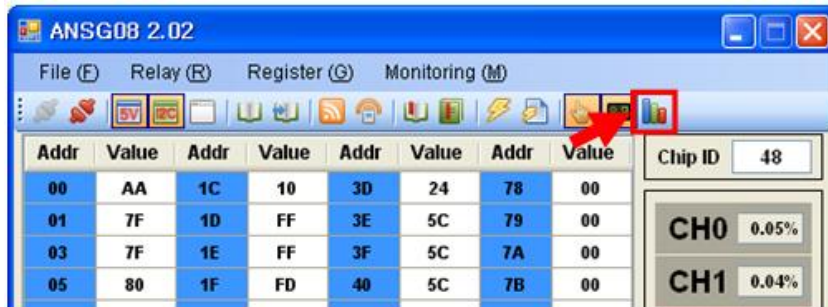 ANSG08 2.02
File (F) Relay (R) Register (G) Monitoring (M)
5V I2C
Addr Value Addr Value Addr Value Addr Value Chip ID 48
00 AA 1C 10 3D 24 78 00
01 7F 1D FF 3E 5C 79 00
CH0 0.05%
03 7F 1E FF 3F 5C 7A 00
05 80 1F FD 40 5C 7B 00
CH1 0.04%